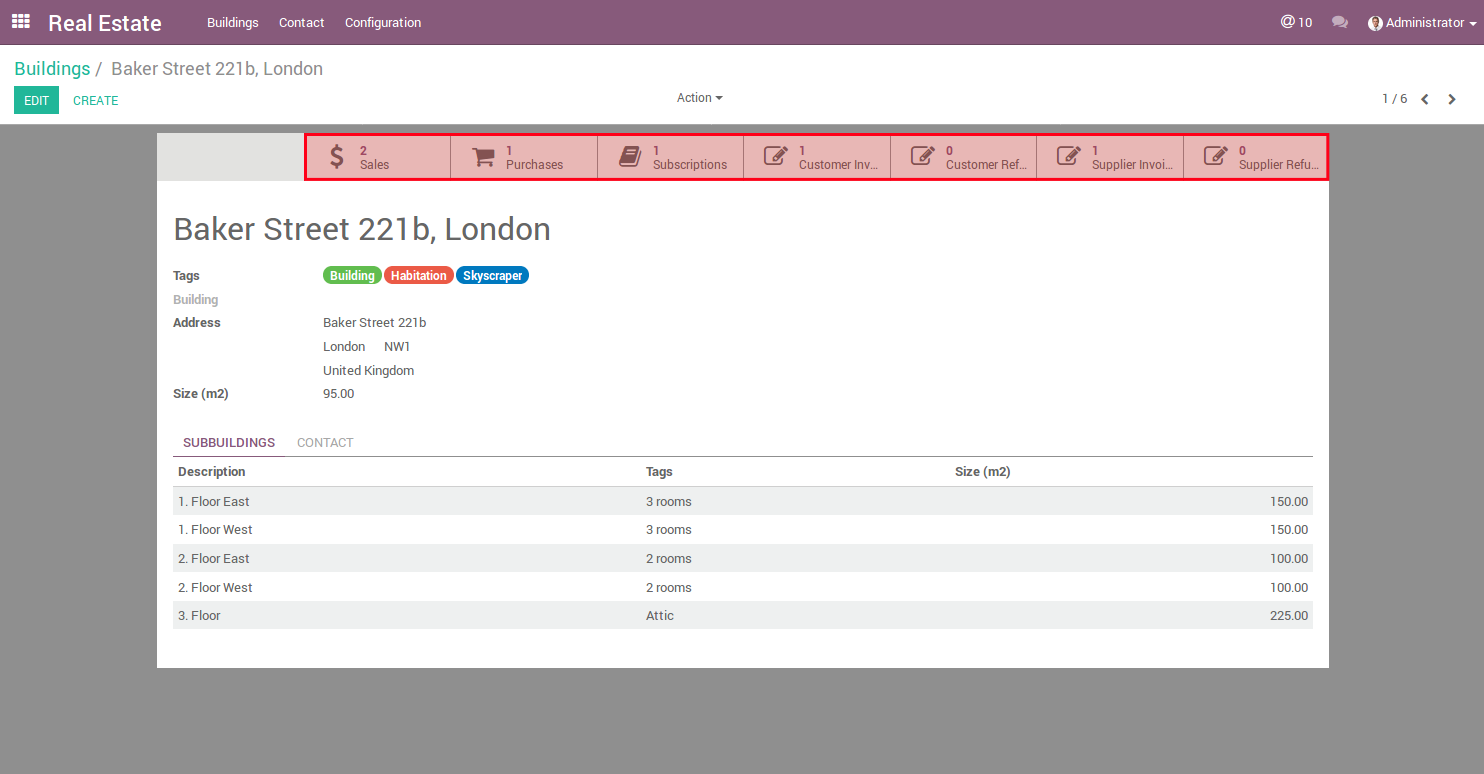 Real Estate Buildings Contact Configuration @ 10 Administrator
Buildings / Baker Street 221b, London
EDIT CREATE Action 1 / 6
2 1 1 1 0 1 0
Sales Purchases Subscriptions Customer Inv... Customer Ref... Supplier Invoi... Supplier Refu...
Baker Street 221b, London
Tags Building Habitation Skyscraper
Building
Address Baker Street 221b
London NW1
United Kingdom
Size (m2) 95.00
SUBBUILDINGS CONTACT
Description Tags Size (m2)
1. Floor East 3 rooms 150.00
1. Floor West 3 rooms 150.00
2. Floor East 2 rooms 100.00
2. Floor West 2 rooms 100.00
3. Floor Attic 225.00